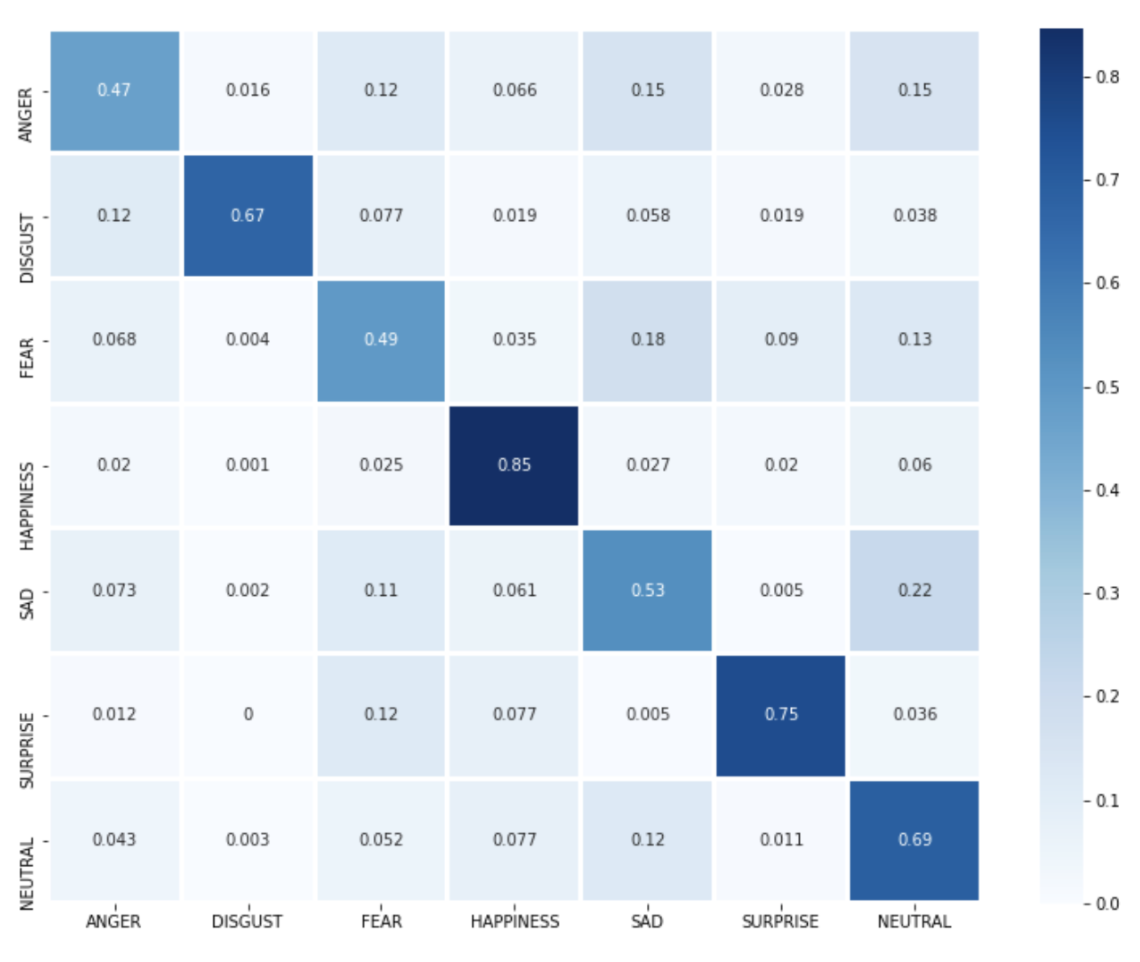 ANGER 0.47 0.016 0.12 0.066 0.15 0.028 0.15
DISGUST 0.12 0.67 0.077 0.019 0.058 0.019 0.038
FEAR 0.068 0.004 0.49 0.035 0.18 0.09 0.13
HAPPINESS 0.02 0.001 0.025 0.85 0.027 0.02 0.06
SAD 0.073 0.002 0.11 0.061 0.53 0.005 0.22
SURPRISE 0.012 0 0.12 0.077 0.005 0.75 0.036
NEUTRAL 0.043 0.003 0.052 0.077 0.12 0.011 0.69
ANGER DISGUST FEAR HAPPINESS SAD SURPRISE NEUTRAL
0.8
0.7
0.6
0.5
0.4
0.3
0.2
0.1
0.0